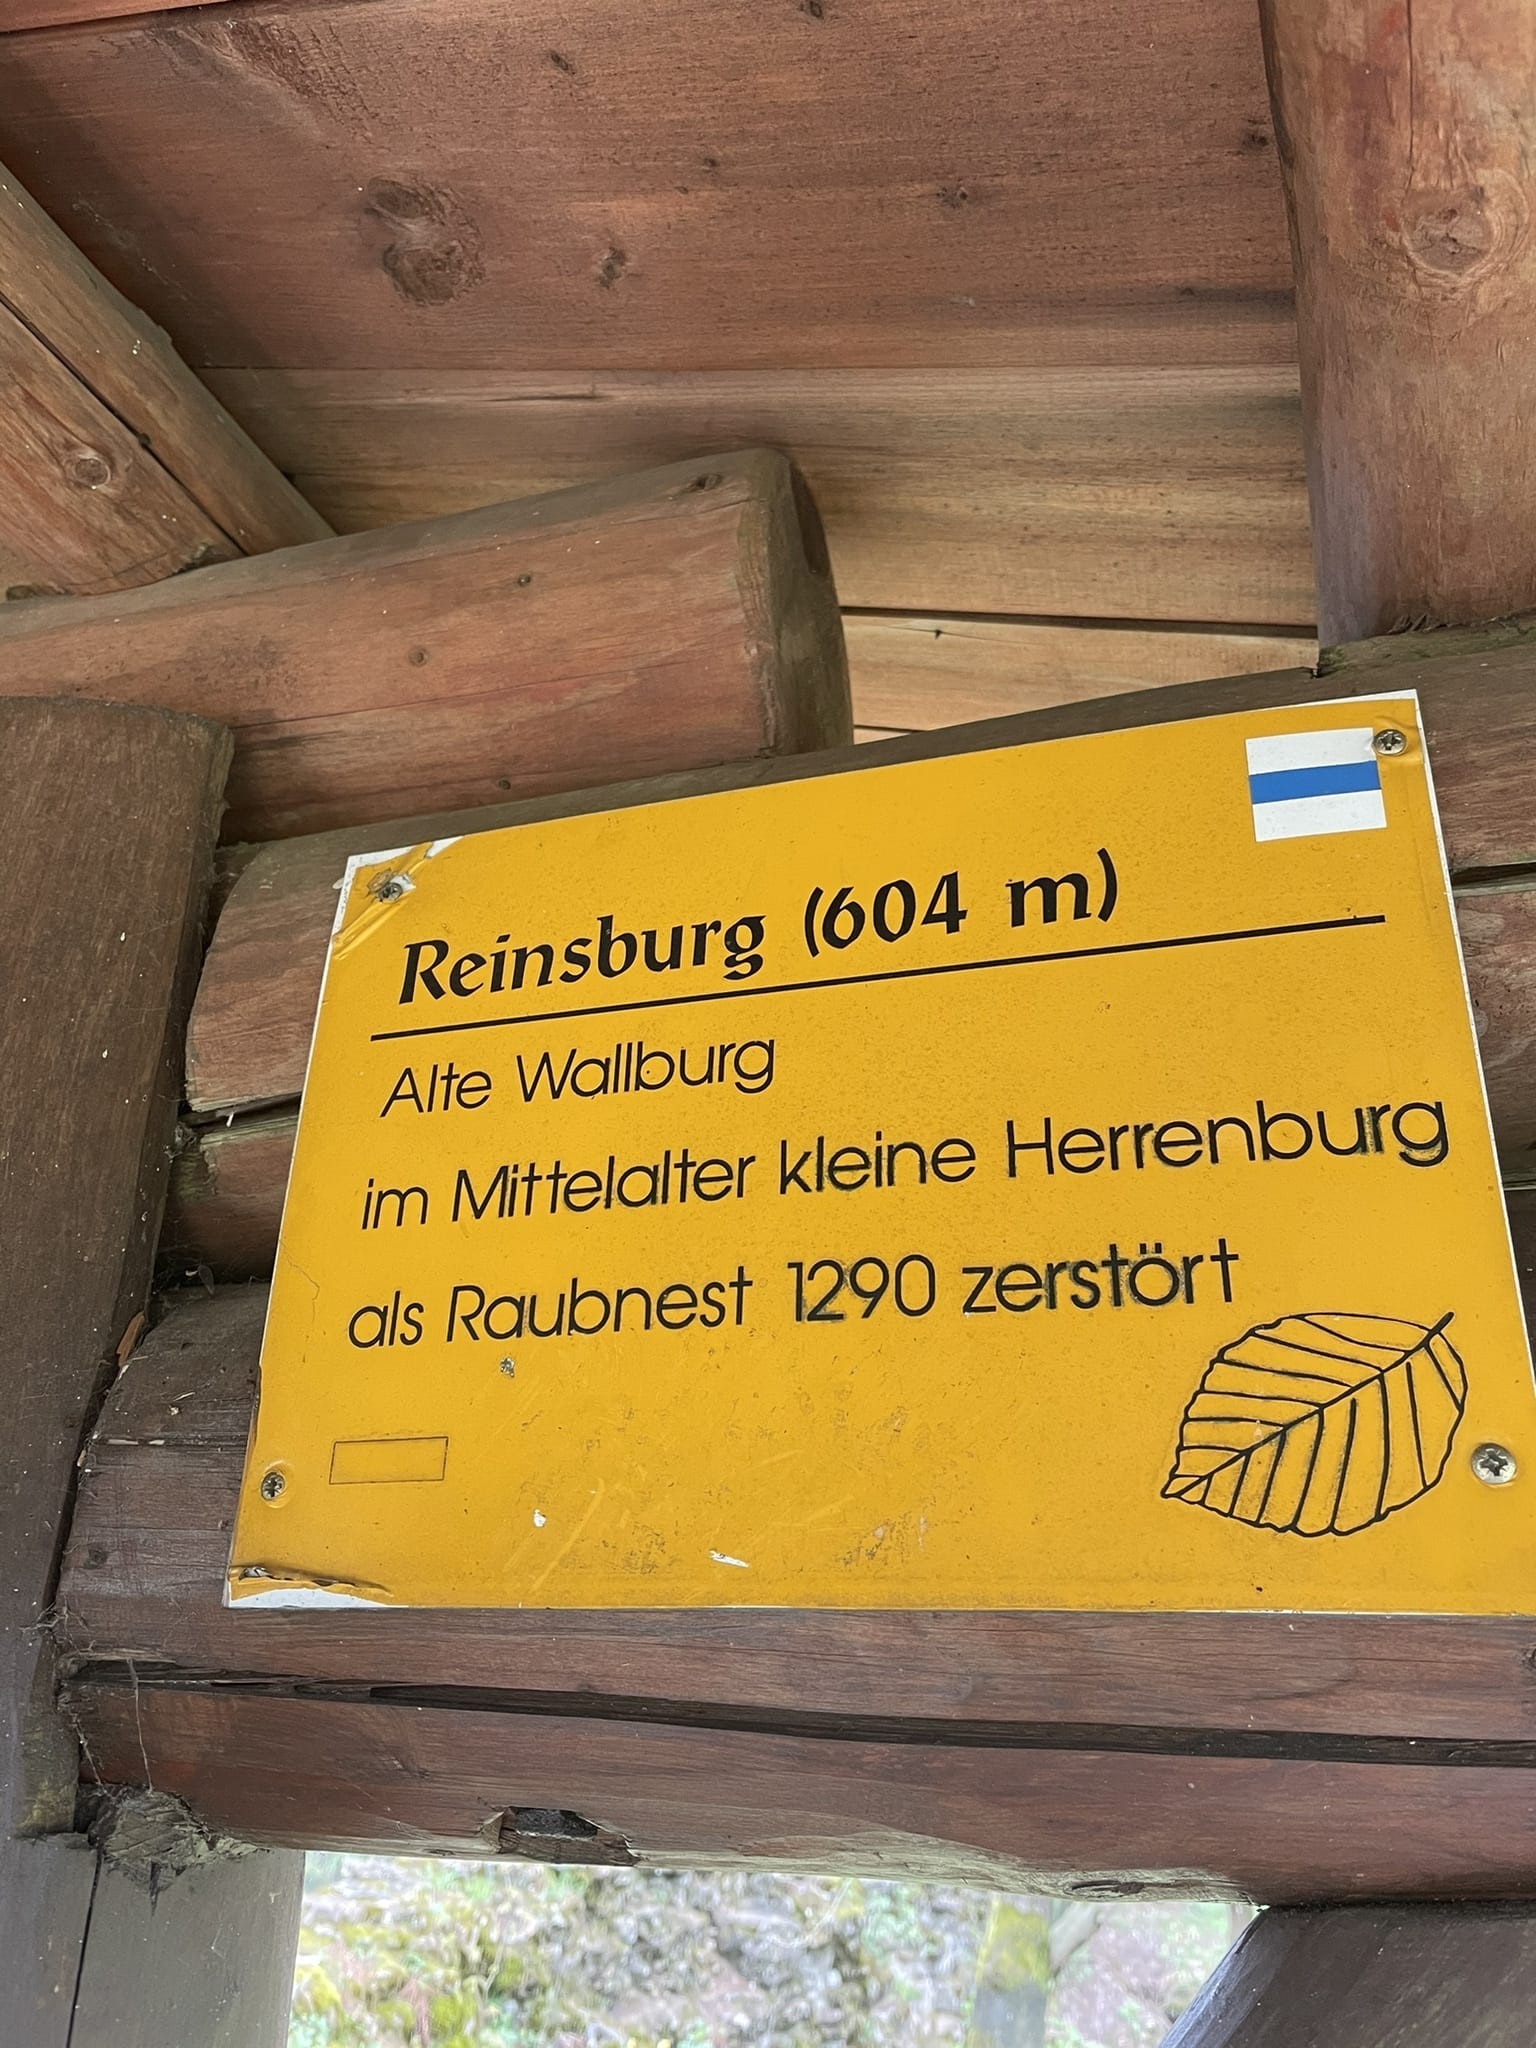 Reinsburg (604 m)
Alte Wallburg
im Mittelalter kleine Herrenburg
als Raubnest 1290 zerstört